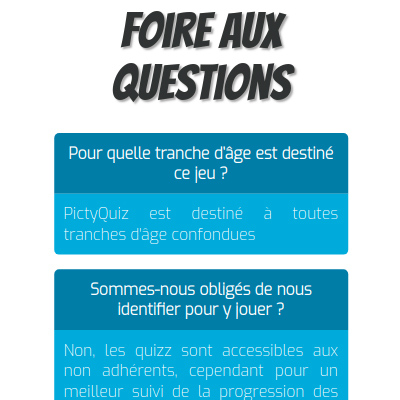 FOIRE AUX
QUESTIONS
Pour quelle tranche d'âge est destiné
ce jeu ?
PictyQuiz est destiné à toutes
tranches d'âge confondues
Sommes-nous obligés de nous
identifier pour y jouer ?
Non, les quizz sont accessibles aux
non adhérents, cependant pour un
meilleur suivi de la progression des